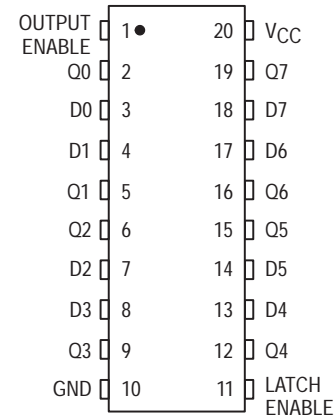 OUTPUT ENABLE 1 20 VCC
Q0 2 19 Q7
D0 3 18 D7
D1 4 17 D6
Q1 5 16 Q6
Q2 6 15 Q5
D2 7 14 D5
D3 8 13 D4
Q3 9 12 Q4
GND 10 11 LATCH ENABLE